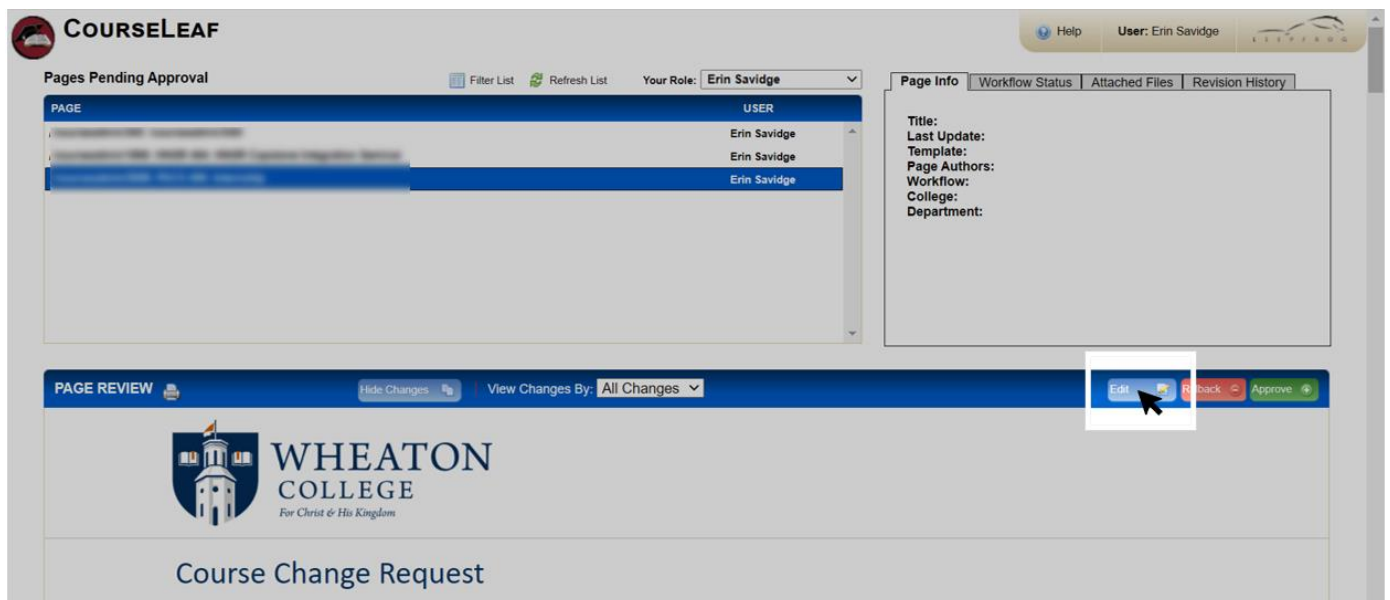 COURSELEAF
Help User: Erin Savidge
LEEPFROG
Pages Pending Approval Filter List Refresh List Your Role: Erin Savidge
Page Info Workflow Status Attached Files Revision History
PAGE USER
Erin Savidge
Erin Savidge
Erin Savidge
Title:
Last Update:
Template:
Page Authors:
Workflow:
College:
Department:
PAGE REVIEW Hide Changes View Changes By: All Changes Edit Rollback Approve
WHEATON
COLLEGE
For Christ & His Kingdom
Course Change Request